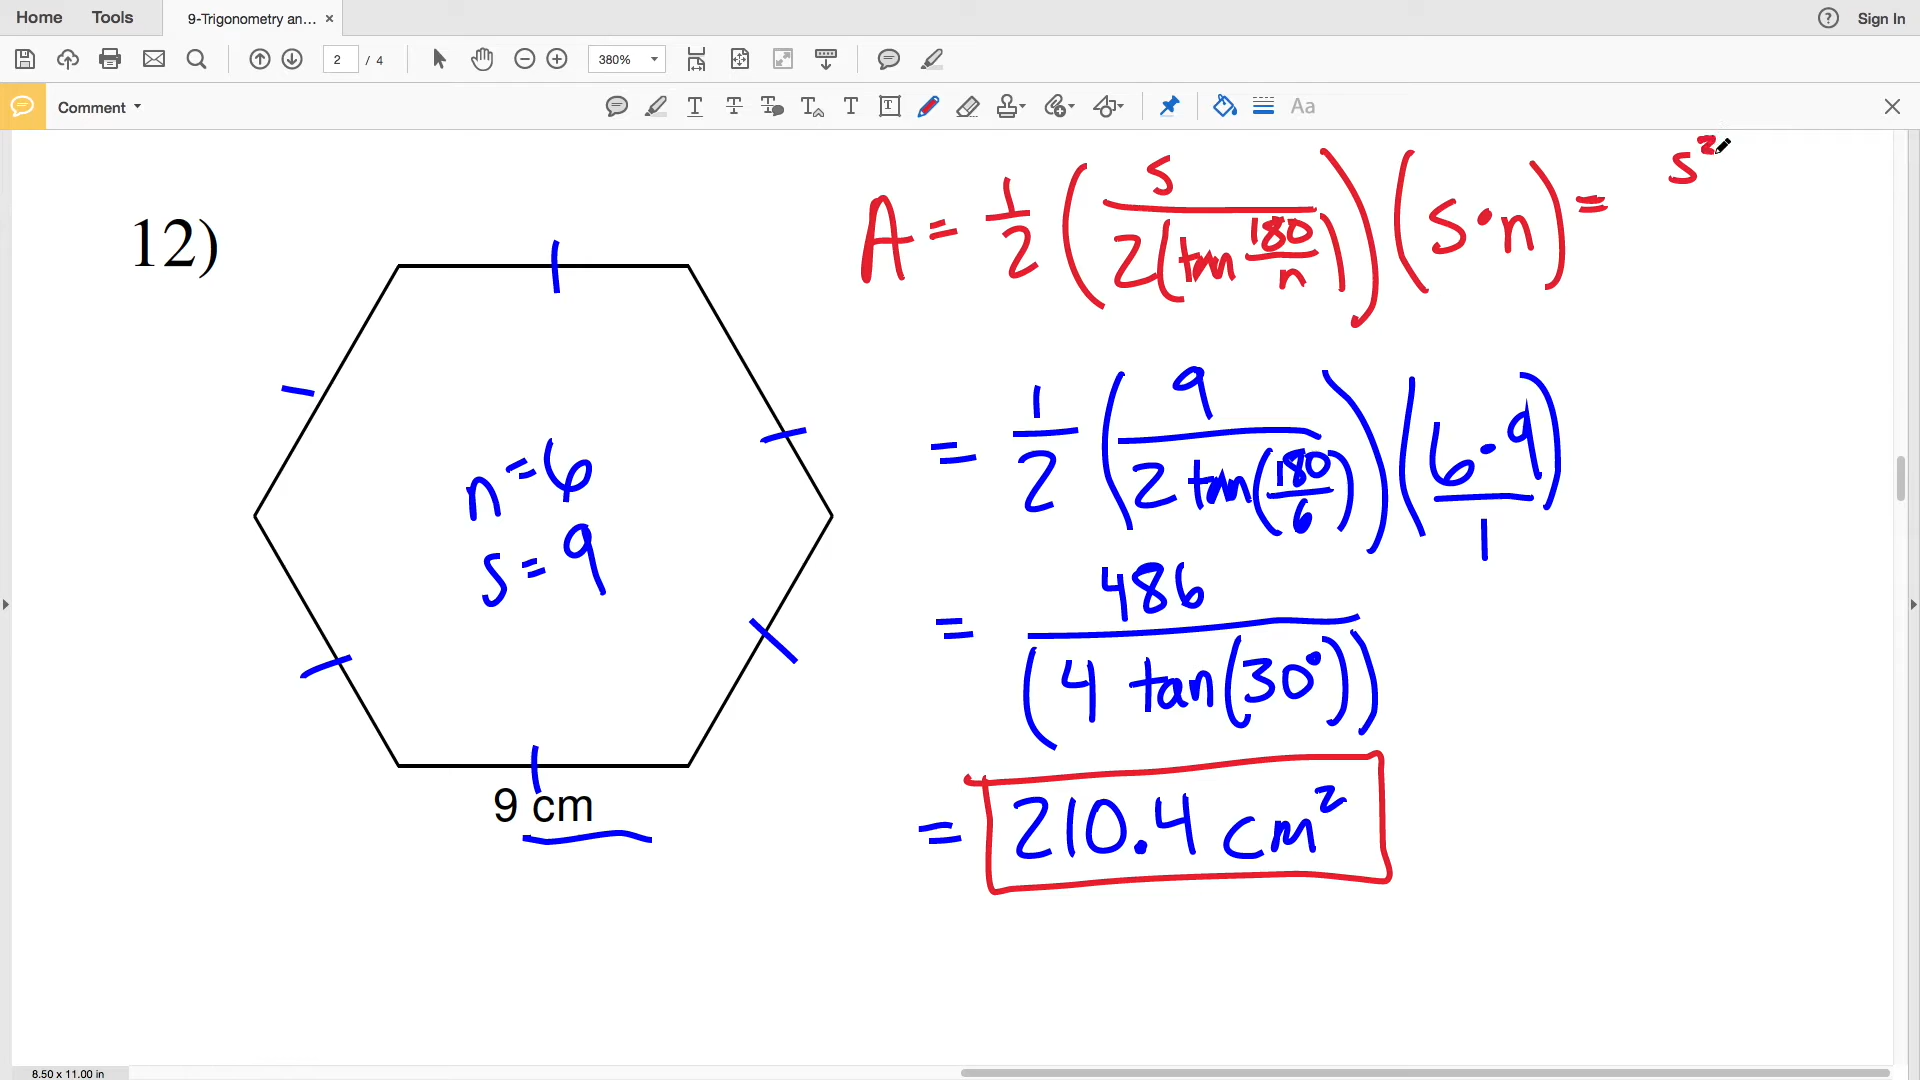 Home Tools 9-Trigonometry an... × ? Sign In
2 / 4 380%
Comment T T T T T T Aa
12)
A = 1/2 ( s / 2(tan 180/n) ) (s·n) = s²
= 1/2 ( 9 / 2 tan(180/6) ) ( 6·9 / 1 )
n = 6
s = 9
= 486 / (4 tan(30°))
9 cm
= 210.4 cm²
8.50 x 11.00 in